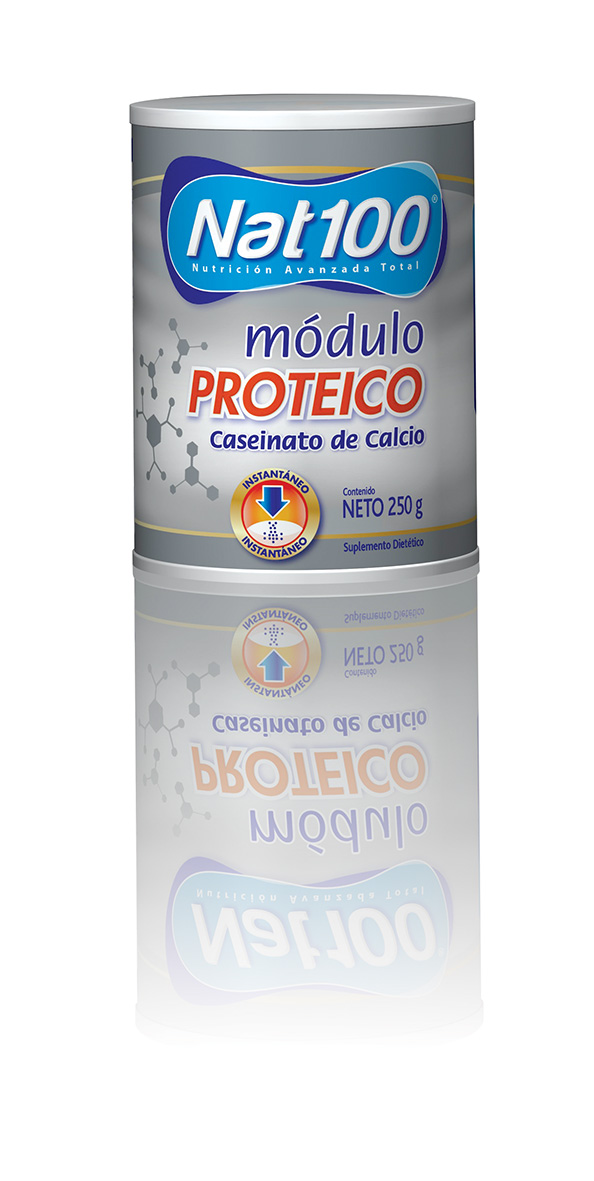 Nat100®
Nutrición Avanzada Total
módulo
PROTEICO
Caseinato de Calcio
INSTANTÁNEO
INSTANTÁNEO
Contenido
NETO 250 g
Suplemento Dietético